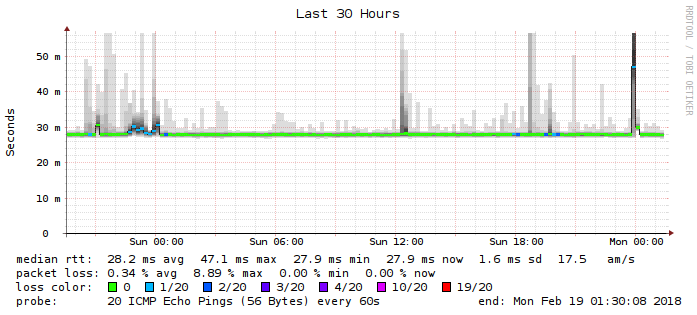 Last 30 Hours
RRDTOOL / TOBI OETIKER
Seconds
50 m
40 m
30 m
20 m
10 m
0
Sun 00:00 Sun 06:00 Sun 12:00 Sun 18:00 Mon 00:00
median rtt: 28.2 ms avg 47.1 ms max 27.9 ms min 27.9 ms now 1.6 ms sd 17.5 am/s
packet loss: 0.34 % avg 8.89 % max 0.00 % min 0.00 % now
loss color: 0 1/20 2/20 3/20 4/20 10/20 19/20
probe: 20 ICMP Echo Pings (56 Bytes) every 60s end: Mon Feb 19 01:30:08 2018